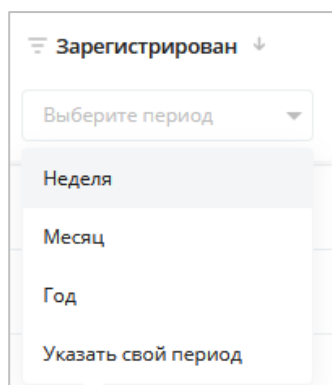 Зарегистрирован
Выберите период
Неделя
Месяц
Год
Указать свой период